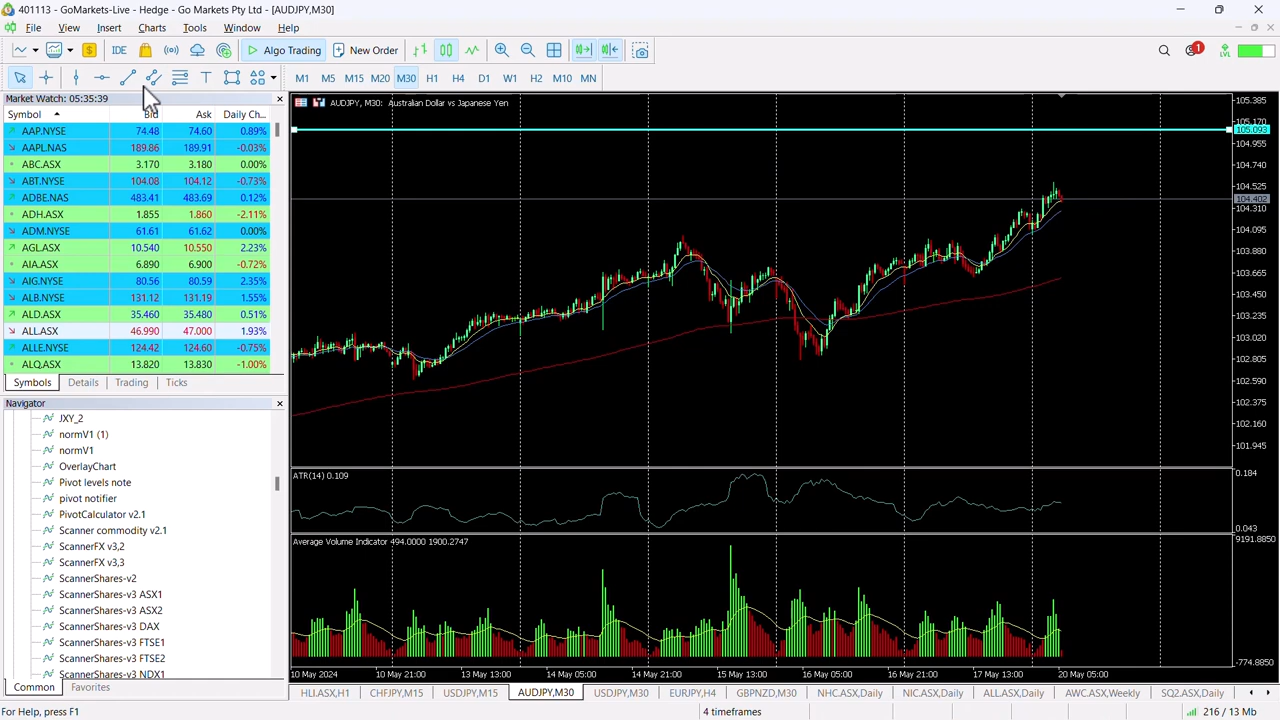 401113 - GoMarkets-Live - Hedge - Go Markets Pty Ltd - [AUDJPY,M30]
File View Insert Charts Tools Window Help
IDE Algo Trading New Order 1 LVL
M1 M5 M15 M20 M30 H1 H4 D1 W1 H2 M10 MN
Market Watch: 05:35:39
Symbol Bid Ask Daily Ch...
AAP.NYSE 74.48 74.60 0.89%
AAPL.NAS 189.86 189.91 -0.03%
ABC.ASX 3.170 3.180 0.00%
ABT.NYSE 104.08 104.12 -0.73%
ADBE.NAS 483.41 483.69 0.12%
ADH.ASX 1.855 1.860 -2.11%
ADM.NYSE 61.61 61.62 0.00%
AGL.ASX 10.540 10.550 2.23%
AIA.ASX 6.890 6.900 -0.72%
AIG.NYSE 80.56 80.59 2.35%
ALB.NYSE 131.12 131.19 1.55%
ALD.ASX 35.460 35.480 0.51%
ALL.ASX 46.990 47.000 1.93%
ALLE.NYSE 124.42 124.60 -0.75%
ALQ.ASX 13.820 13.830 -1.00%
Symbols Details Trading Ticks
Navigator
JXY_2
normV1 (1)
normV1
OverlayChart
Pivot levels note
pivot notifier
PivotCalculator v2.1
Scanner commodity v2.1
ScannerFX v3,2
ScannerFX v3,3
ScannerShares-v2
ScannerShares-v3 ASX1
ScannerShares-v3 ASX2
ScannerShares-v3 DAX
ScannerShares-v3 FTSE1
ScannerShares-v3 FTSE2
ScannerShares-v3 NDX1
Common Favorites
AUDJPY, M30: Australian Dollar vs Japanese Yen
105.385
105.170
105.093
104.955
104.740
104.525
104.402
104.310
104.095
103.880
103.665
103.450
103.235
103.020
102.805
102.590
102.375
102.160
101.945
ATR(14) 0.109
0.184
0.043
Average Volume Indicator 494.0000 1900.2747
9191.8850
-774.8850
10 May 2024 10 May 21:00 13 May 13:00 14 May 05:00 14 May 21:00 15 May 13:00 16 May 05:00 16 May 21:00 17 May 13:00 20 May 05:00
HLI.ASX,H1 CHFJPY,M15 USDJPY,M15 AUDJPY,M30 USDJPY,M30 EURJPY,H4 GBPNZD,M30 NHC.ASX,Daily NIC.ASX,Daily ALL.ASX,Daily AWC.ASX,Weekly SQ2.ASX,Daily
For Help, press F1 4 timeframes 216 / 13 Mb